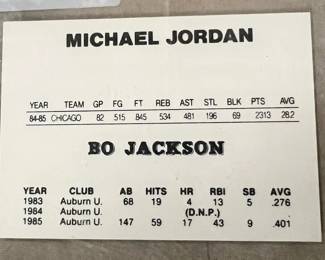 MICHAEL JORDAN
YEAR TEAM GP FG FT REB AST STL BLK PTS AVG
84-85 CHICAGO 82 515 845 534 481 196 69 2313 28.2
BO JACKSON
YEAR CLUB AB HITS HR RBI SB AVG
1983 Auburn U. 68 19 4 13 5 .276
1984 Auburn U. (D.N.P.)
1985 Auburn U. 147 59 17 43 9 .401